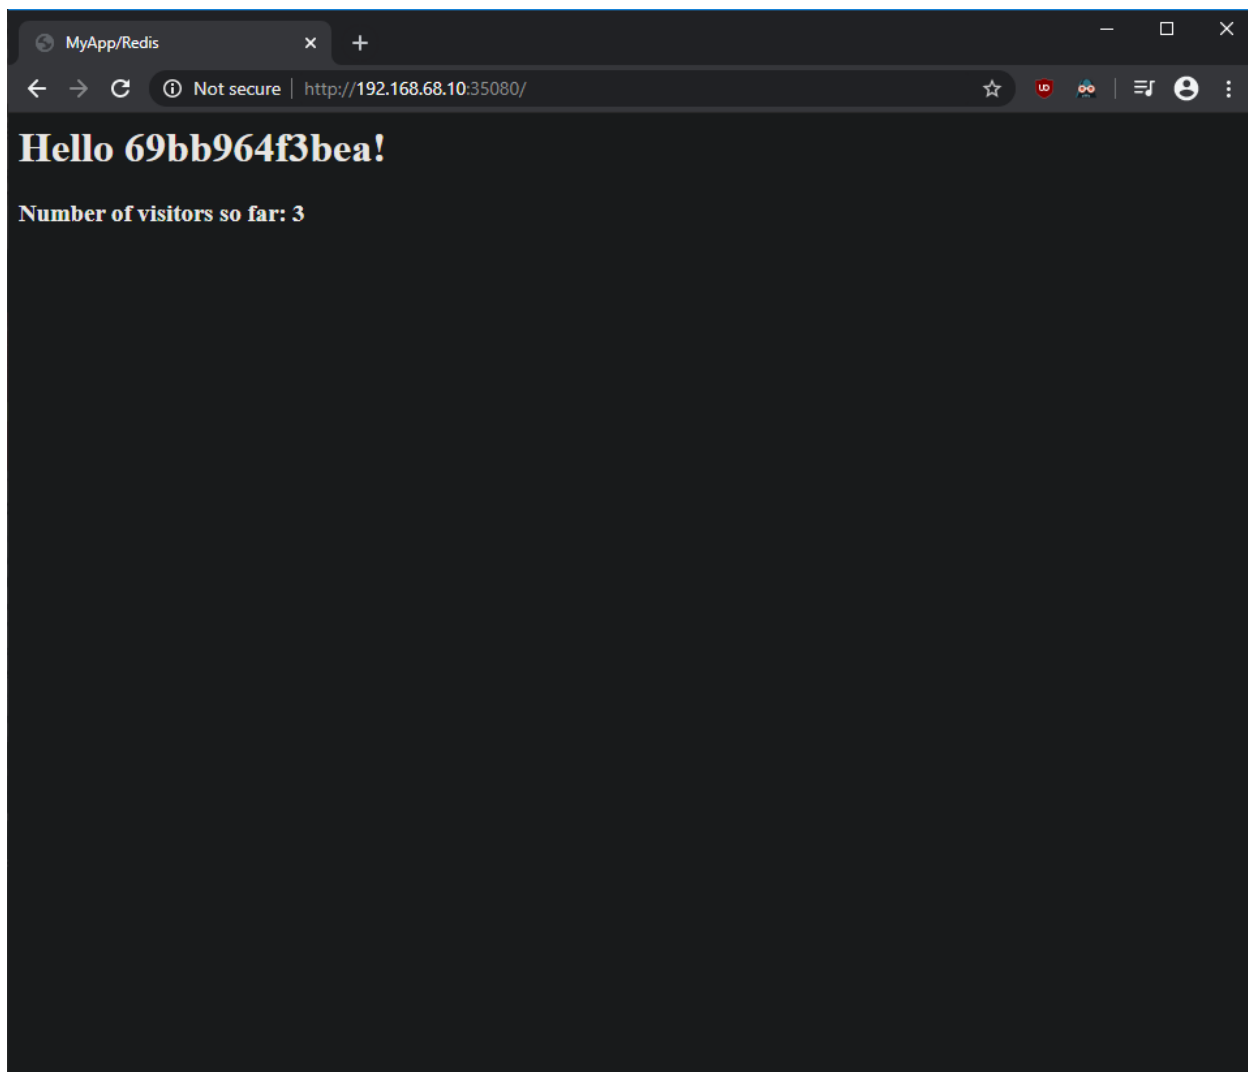 MyApp/Redis
Not secure | http://192.168.68.10:35080/
Hello 69bb964f3bea!
Number of visitors so far: 3